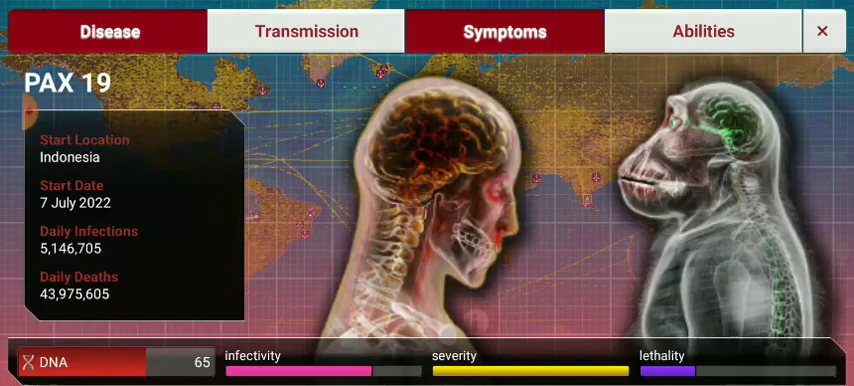 Disease
Transmission
Symptoms
Abilities
×
PAX 19
Start Location
Indonesia
Start Date
7 July 2022
Daily Infections
5,146,705
Daily Deaths
43,975,605
DNA
65
infectivity
severity
lethality